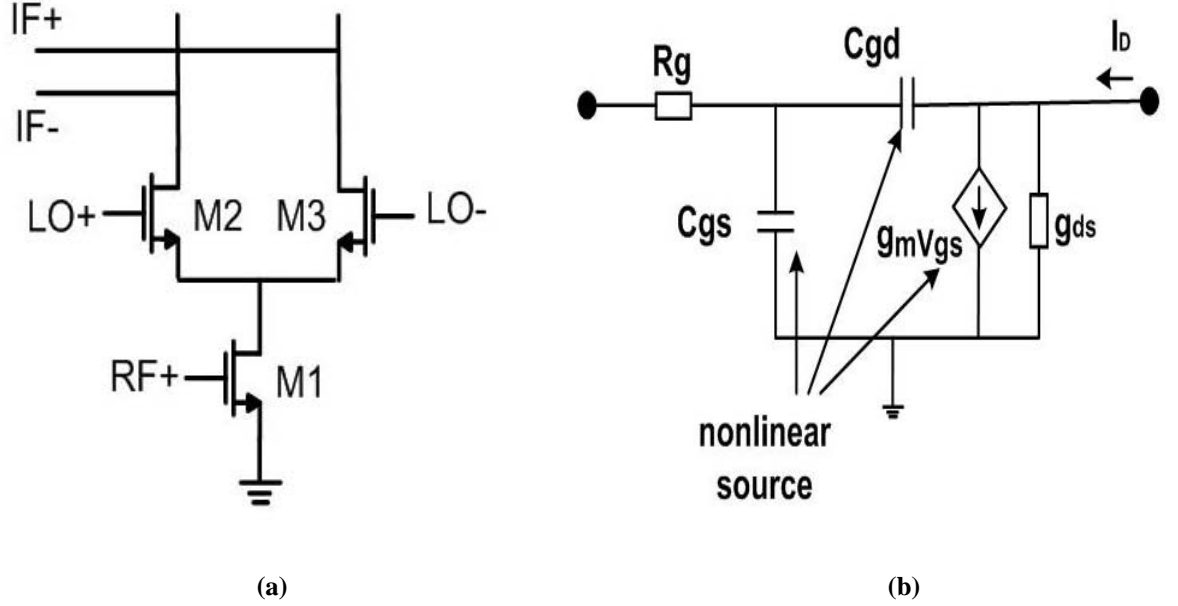 IF+
IF-
LO+
M2
M3
LO-
RF+
M1
(a)
Rg
Cgd
ID
Cgs
gmVgs
gds
nonlinear
source
(b)